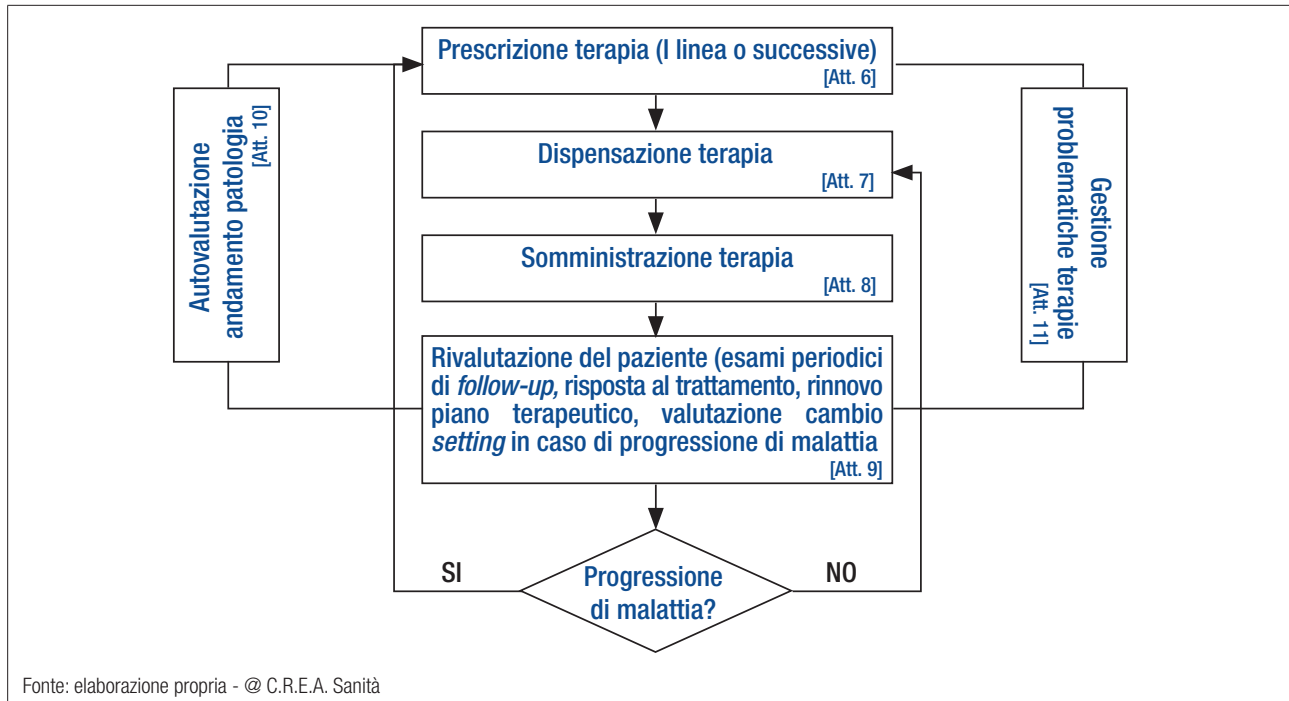 Prescrizione terapia (I linea o successive)
[Att. 6]
Dispensazione terapia
[Att. 7]
Somministrazione terapia
[Att. 8]
Rivalutazione del paziente (esami periodici
di follow-up, risposta al trattamento, rinnovo
piano terapeutico, valutazione cambio
setting in caso di progressione di malattia
[Att. 9]
Autovalutazione
andamento patologia
[Att. 10]
Gestione
problematiche terapie
[Att. 11]
SI
Progressione
di malattia?
NO
Fonte: elaborazione propria - @ C.R.E.A. Sanità